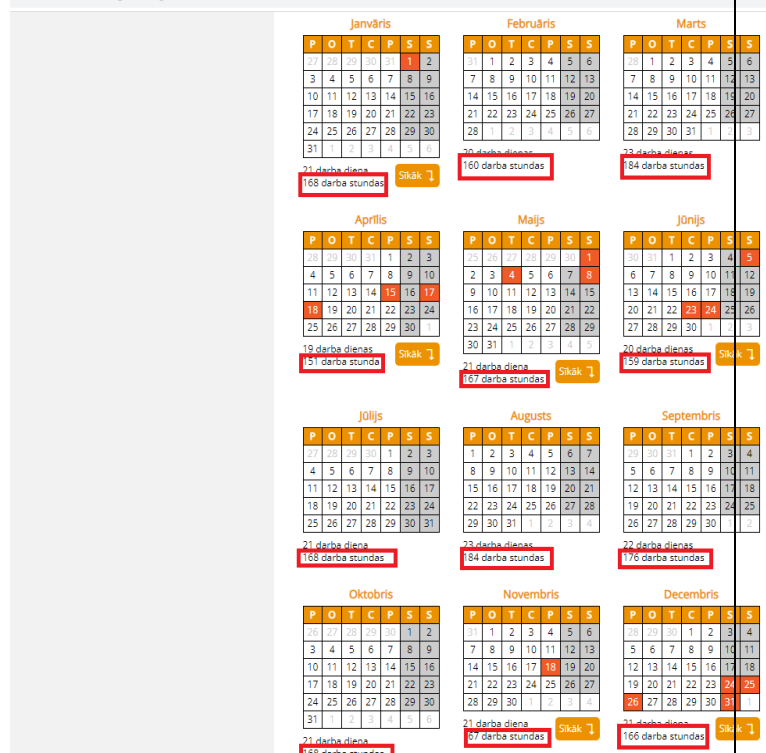 Janvāris
P O T C P S S
27 28 29 30 31 1 2
3 4 5 6 7 8 9
10 11 12 13 14 15 16
17 18 19 20 21 22 23
24 25 26 27 28 29 30
31 1 2 3 4 5 6
21 darba diena
168 darba stundas
Sīkāk
Februāris
P O T C P S S
31 1 2 3 4 5 6
7 8 9 10 11 12 13
14 15 16 17 18 19 20
21 22 23 24 25 26 27
28 1 2 3 4 5 6
20 darba dienas
160 darba stundas
Marts
P O T C P S S
28 1 2 3 4 5 6
7 8 9 10 11 12 13
14 15 16 17 18 19 20
21 22 23 24 25 26 27
28 29 30 31 1 2 3
23 darba dienas
184 darba stundas
Aprīlis
P O T C P S S
28 29 30 31 1 2 3
4 5 6 7 8 9 10
11 12 13 14 15 16 17
18 19 20 21 22 23 24
25 26 27 28 29 30 1
19 darba dienas
151 darba stunda
Sīkāk
Maijs
P O T C P S S
25 26 27 28 29 30 1
2 3 4 5 6 7 8
9 10 11 12 13 14 15
16 17 18 19 20 21 22
23 24 25 26 27 28 29
30 31 1 2 3 4 5
21 darba diena
167 darba stundas
Sīkāk
Jūnijs
P O T C P S S
30 31 1 2 3 4 5
6 7 8 9 10 11 12
13 14 15 16 17 18 19
20 21 22 23 24 25 26
27 28 29 30 1 2 3
20 darba dienas
159 darba stundas
Sīkāk
Jūlijs
P O T C P S S
27 28 29 30 1 2 3
4 5 6 7 8 9 10
11 12 13 14 15 16 17
18 19 20 21 22 23 24
25 26 27 28 29 30 31
21 darba diena
168 darba stundas
Augusts
P O T C P S S
1 2 3 4 5 6 7
8 9 10 11 12 13 14
15 16 17 18 19 20 21
22 23 24 25 26 27 28
29 30 31 1 2 3 4
23 darba dienas
184 darba stundas
Septembris
P O T C P S S
29 30 31 1 2 3 4
5 6 7 8 9 10 11
12 13 14 15 16 17 18
19 20 21 22 23 24 25
26 27 28 29 30 1 2
22 darba dienas
176 darba stundas
Oktobris
P O T C P S S
26 27 28 29 30 1 2
3 4 5 6 7 8 9
10 11 12 13 14 15 16
17 18 19 20 21 22 23
24 25 26 27 28 29 30
31 1 2 3 4 5 6
21 darba diena
168 darba stundas
Novembris
P O T C P S S
31 1 2 3 4 5 6
7 8 9 10 11 12 13
14 15 16 17 18 19 20
21 22 23 24 25 26 27
28 29 30 1 2 3 4
21 darba diena
67 darba stundas
Sīkāk
Decembris
P O T C P S S
28 29 30 1 2 3 4
5 6 7 8 9 10 11
12 13 14 15 16 17 18
19 20 21 22 23 24 25
26 27 28 29 30 31 1
21 darba diena
166 darba stundas
Sīkāk